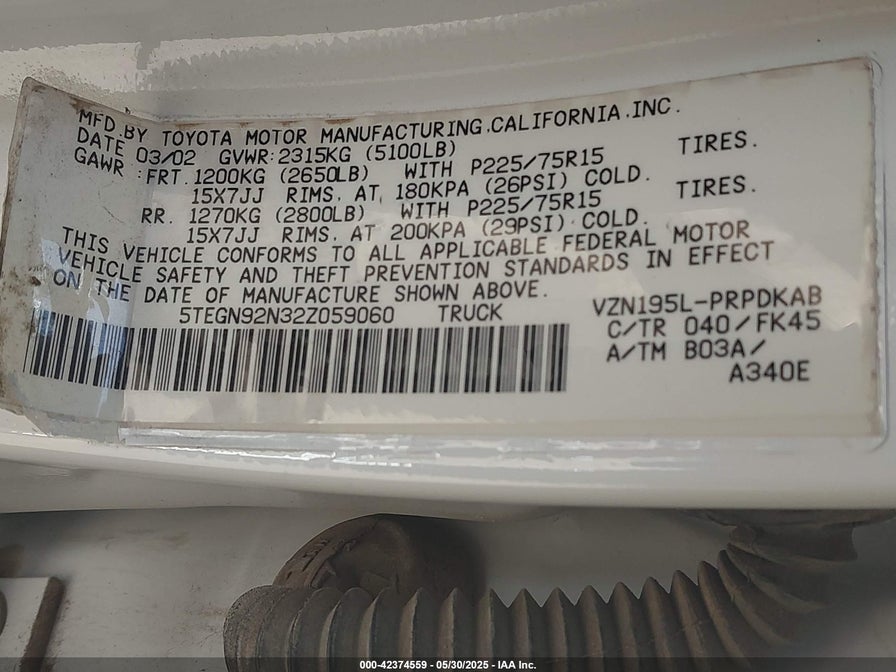 MFD.BY TOYOTA MOTOR MANUFACTURING.CALIFORNIA.INC.
DATE 03/02 GVWR:2315KG (5100LB)
GAWR :FRT.1200KG (2650LB) WITH P225/75R15 TIRES.
15X7JJ RIMS. AT 180KPA (26PSI) COLD.
RR. 1270KG (2800LB) WITH P225/75R15 TIRES.
15X7JJ RIMS. AT 200KPA (29PSI) COLD.
THIS VEHICLE CONFORMS TO ALL APPLICABLE FEDERAL MOTOR
VEHICLE SAFETY AND THEFT PREVENTION STANDARDS IN EFFECT
ON THE DATE OF MANUFACTURE SHOWN ABOVE.
5TEGN92N32Z059060 TRUCK
VZN195L-PRPDKAB
C/TR 040/FK45
A/TM B03A/
A340E
000-42374559 — 05/30/2025 — IAA Inc.